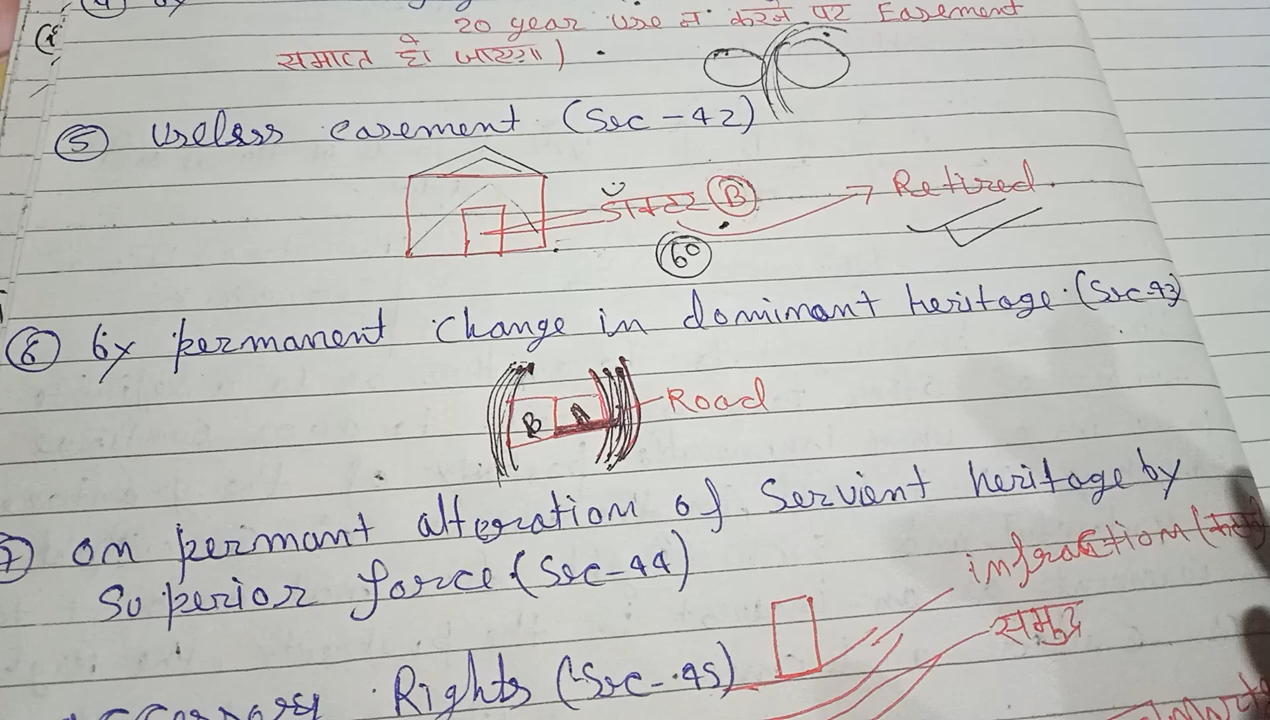 20 year use न करने पर Easement
समाप्त हो जाएगा)
⑤ useless easement (Sec-42)
डॉक्टर Ⓑ → Retired.
60
⑥ by permanent change in dominant heritage. (Sec-43)
B A Road
7 on permant alteration of Servient heritage by
Superior force (Sec-44)
infraction
समुद्र
Rights (Sec-45)